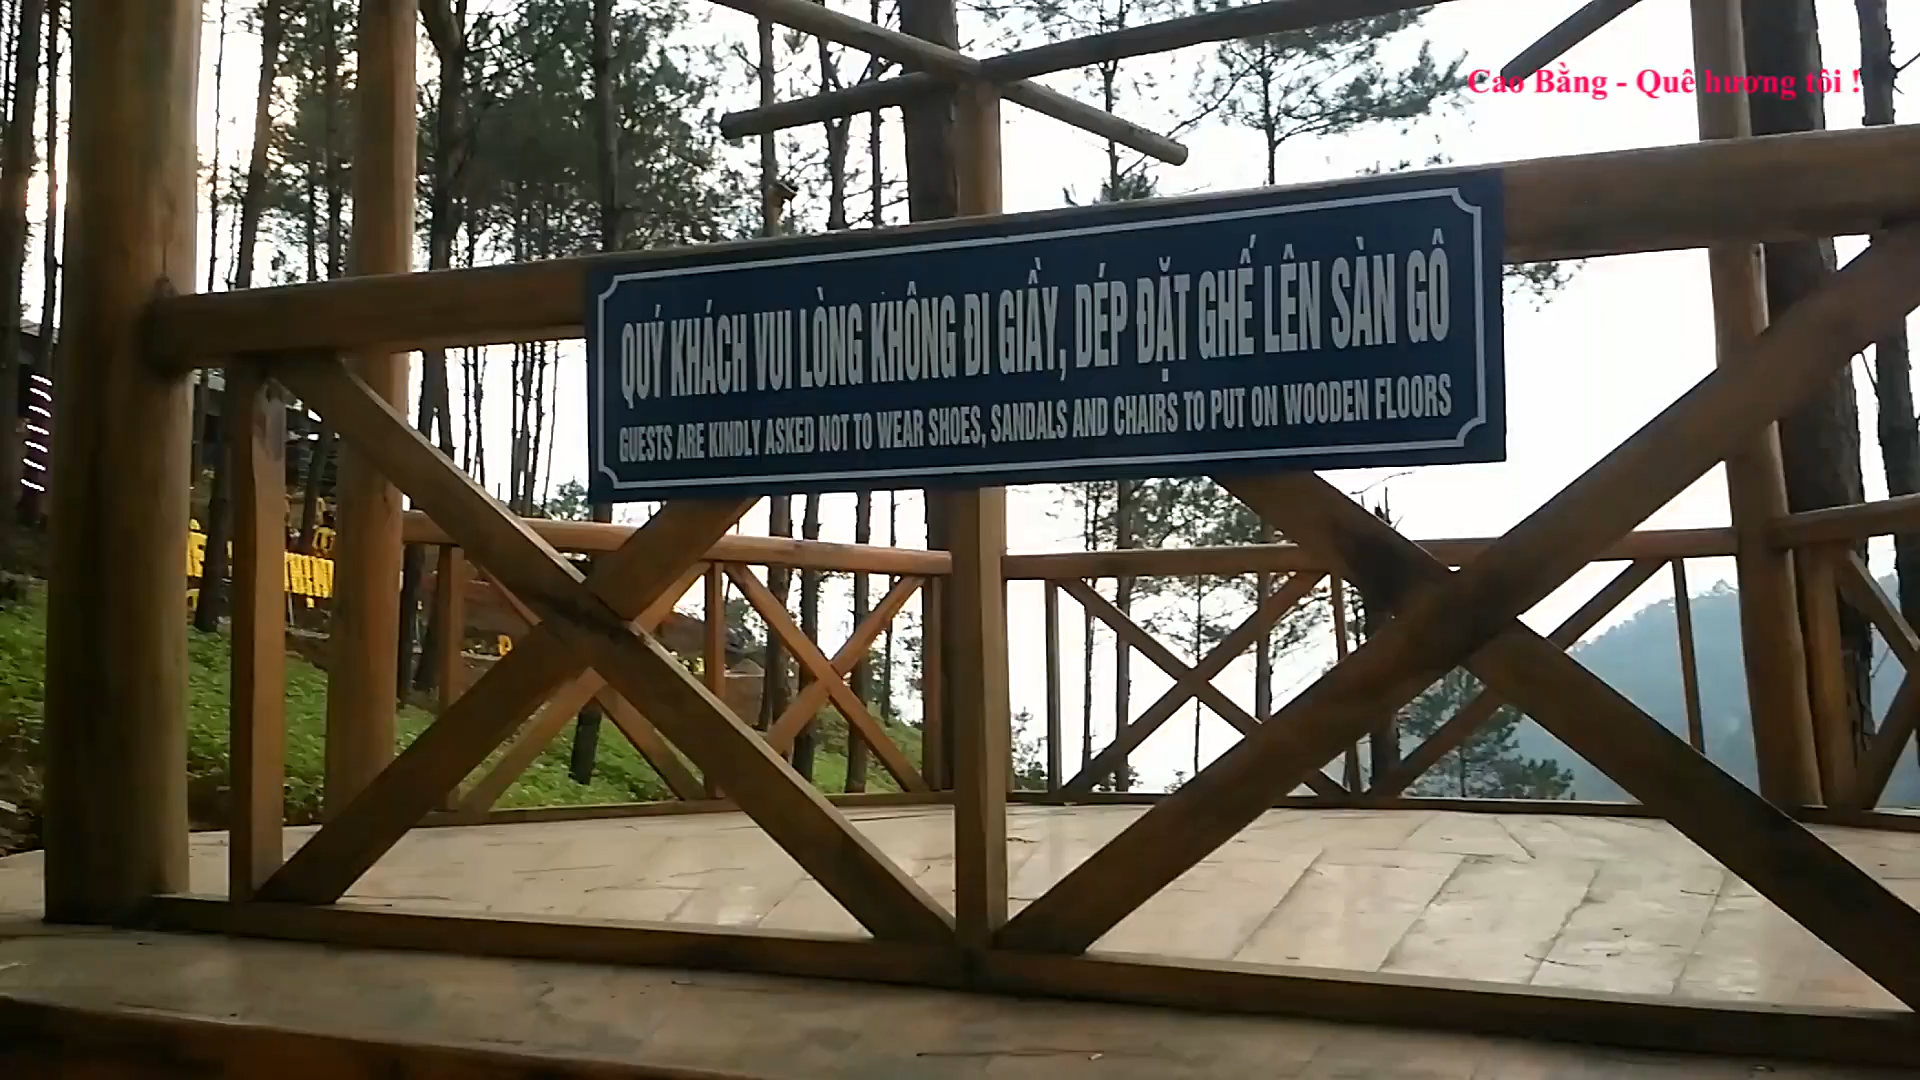 Cao Bằng - Quê hương tôi !
QUÝ KHÁCH VUI LÒNG KHÔNG ĐI GIẦY, DÉP ĐẶT GHẾ LÊN SÀN GÔ
GUESTS ARE KINDLY ASKED NOT TO WEAR SHOES, SANDALS AND CHAIRS TO PUT ON WOODEN FLOORS